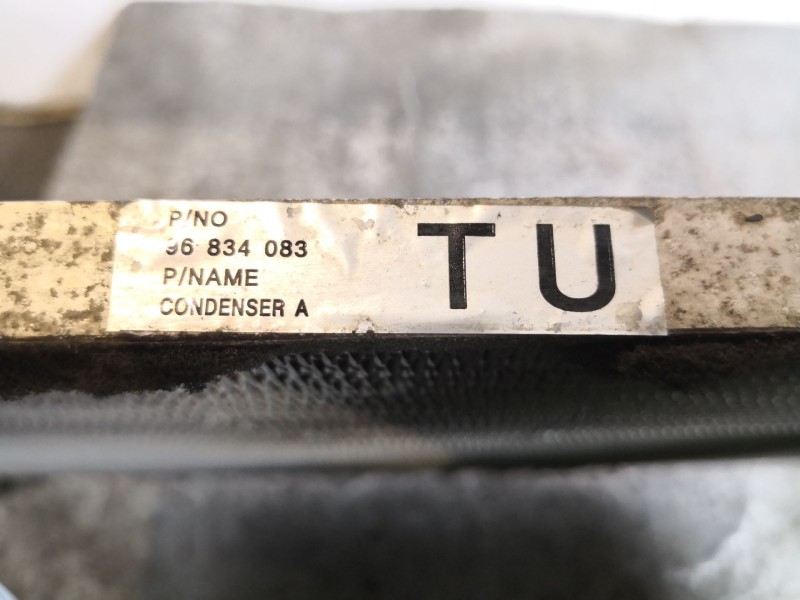 P/NO
96 834 083
P/NAME
CONDENSER A
TU